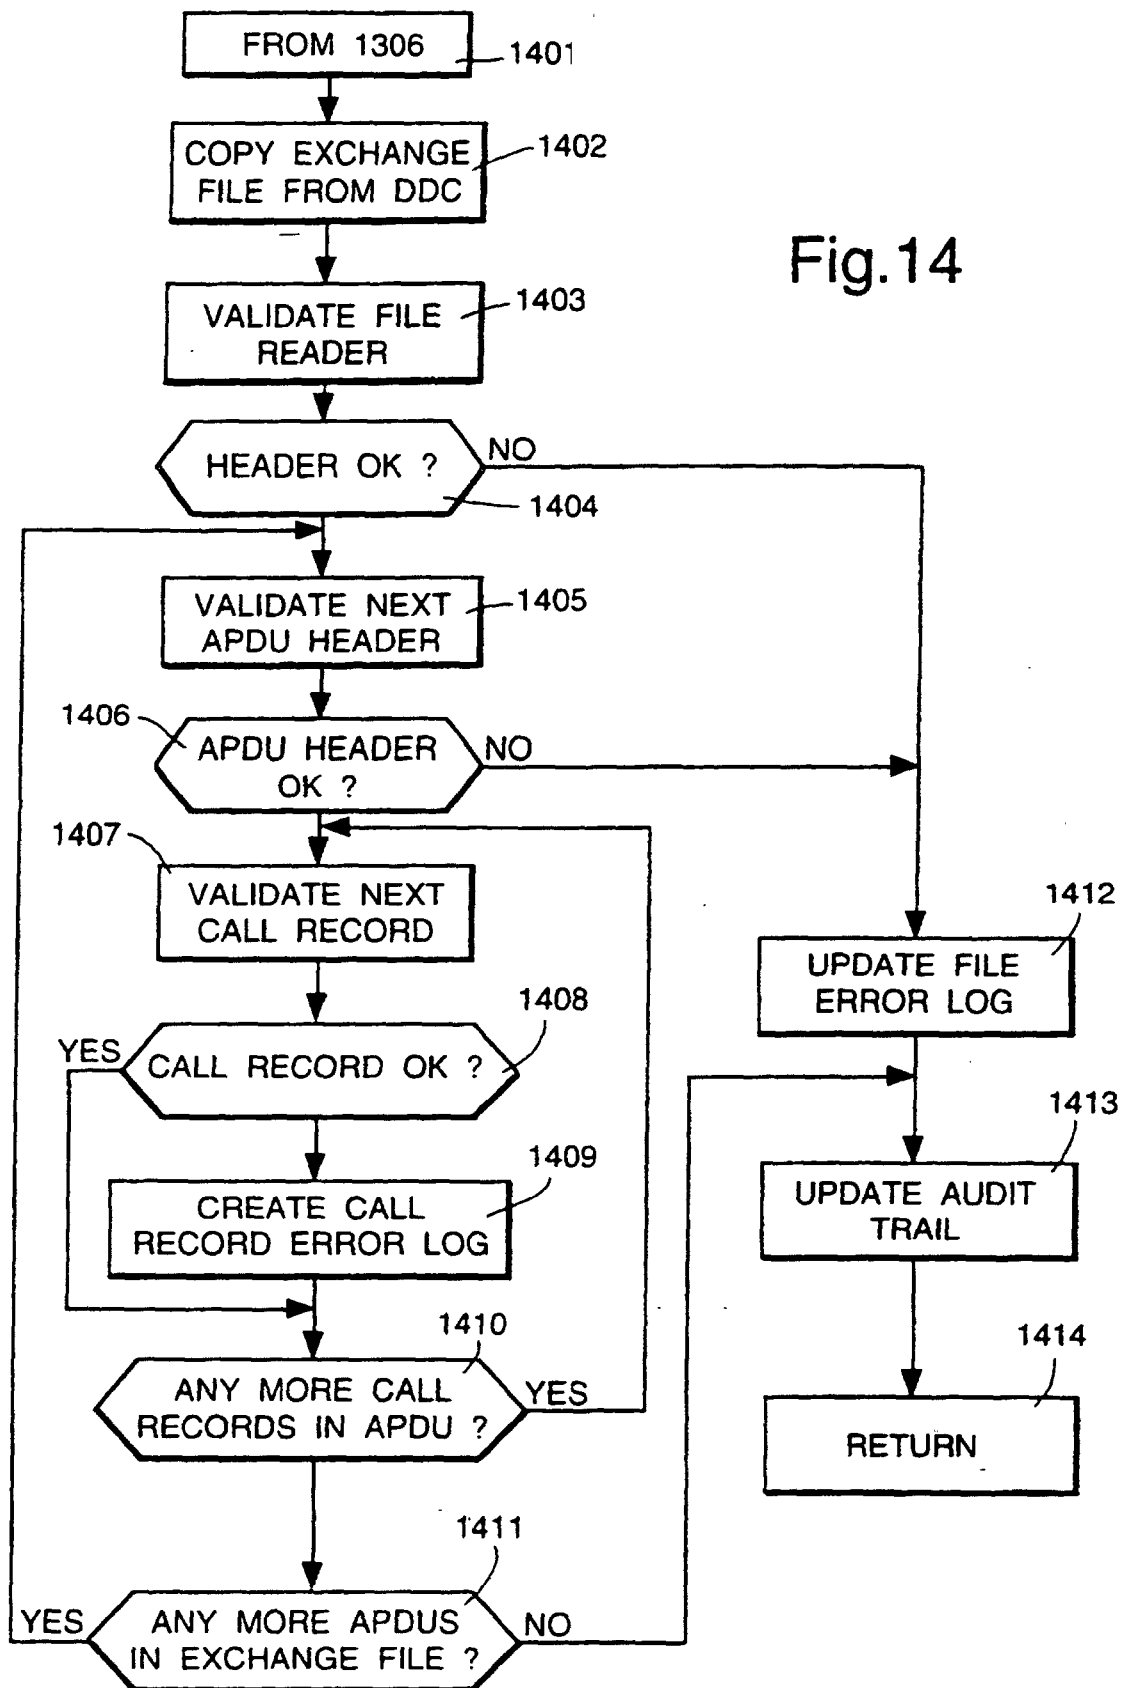 FROM 1306
1401
COPY EXCHANGE
FILE FROM DDC
1402
Fig.14
VALIDATE FILE
READER
1403
HEADER OK ?
NO
1404
VALIDATE NEXT
APDU HEADER
1405
1406
APDU HEADER
OK ?
NO
1407
VALIDATE NEXT
CALL RECORD
1408
YES
CALL RECORD OK ?
1409
CREATE CALL
RECORD ERROR LOG
1410
ANY MORE CALL
RECORDS IN APDU ?
YES
1411
YES
ANY MORE APDUS
IN EXCHANGE FILE ?
NO
1412
UPDATE FILE
ERROR LOG
1413
UPDATE AUDIT
TRAIL
1414
RETURN